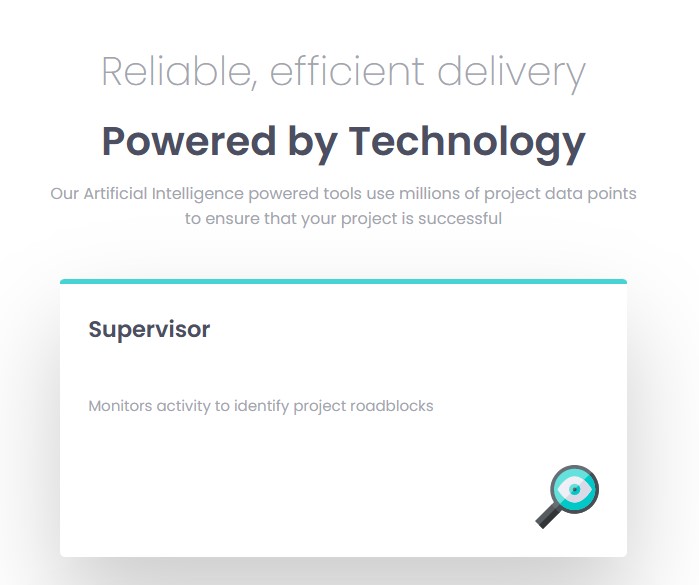 Reliable, efficient delivery
Powered by Technology
Our Artificial Intelligence powered tools use millions of project data points
to ensure that your project is successful
Supervisor
Monitors activity to identify project roadblocks